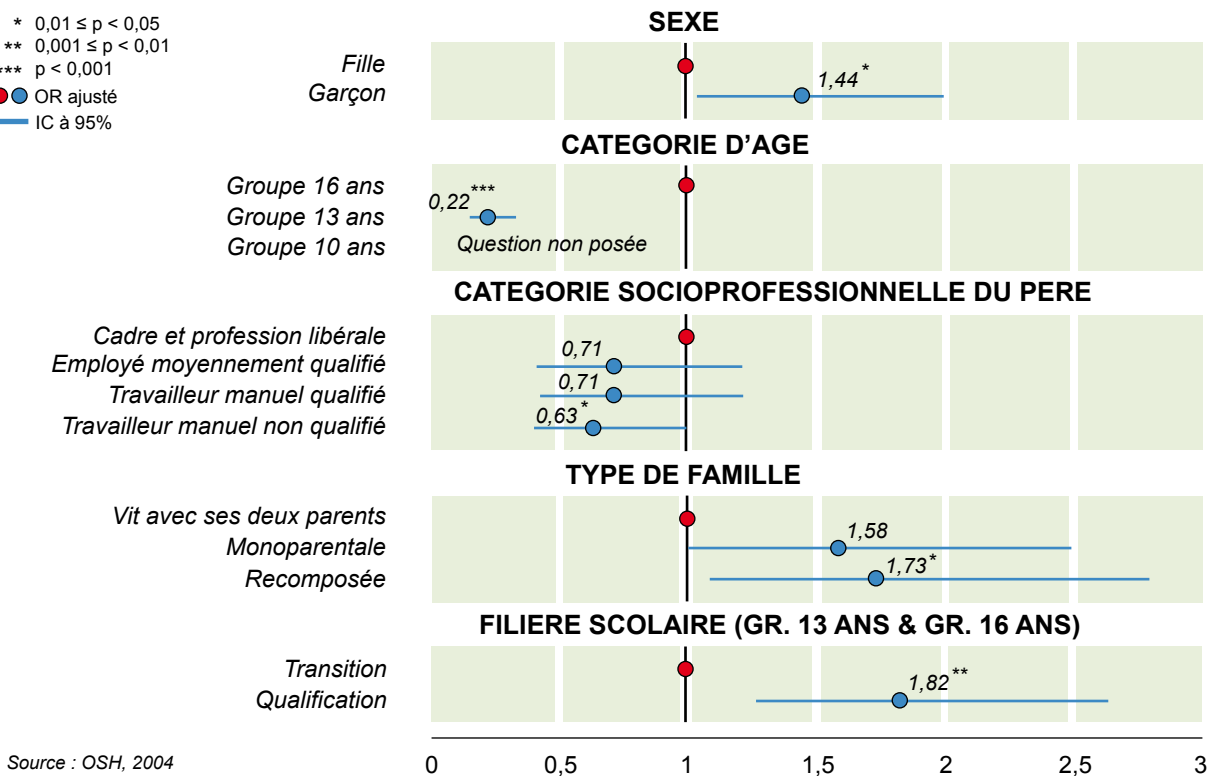 * 0,01 ≤ p < 0,05
** 0,001 ≤ p < 0,01
*** p < 0,001
OR ajusté
IC à 95%
SEXE
Fille
Garçon
1,44*
CATEGORIE D’AGE
Groupe 16 ans
Groupe 13 ans
0,22***
Groupe 10 ans
Question non posée
CATEGORIE SOCIOPROFESSIONNELLE DU PERE
Cadre et profession libérale
Employé moyennement qualifié
0,71
Travailleur manuel qualifié
0,71
Travailleur manuel non qualifié
0,63*
TYPE DE FAMILLE
Vit avec ses deux parents
Monoparentale
1,58
Recomposée
1,73*
FILIERE SCOLAIRE (GR. 13 ANS & GR. 16 ANS)
Transition
Qualification
1,82**
0 0,5 1 1,5 2 2,5 3
Source : OSH, 2004